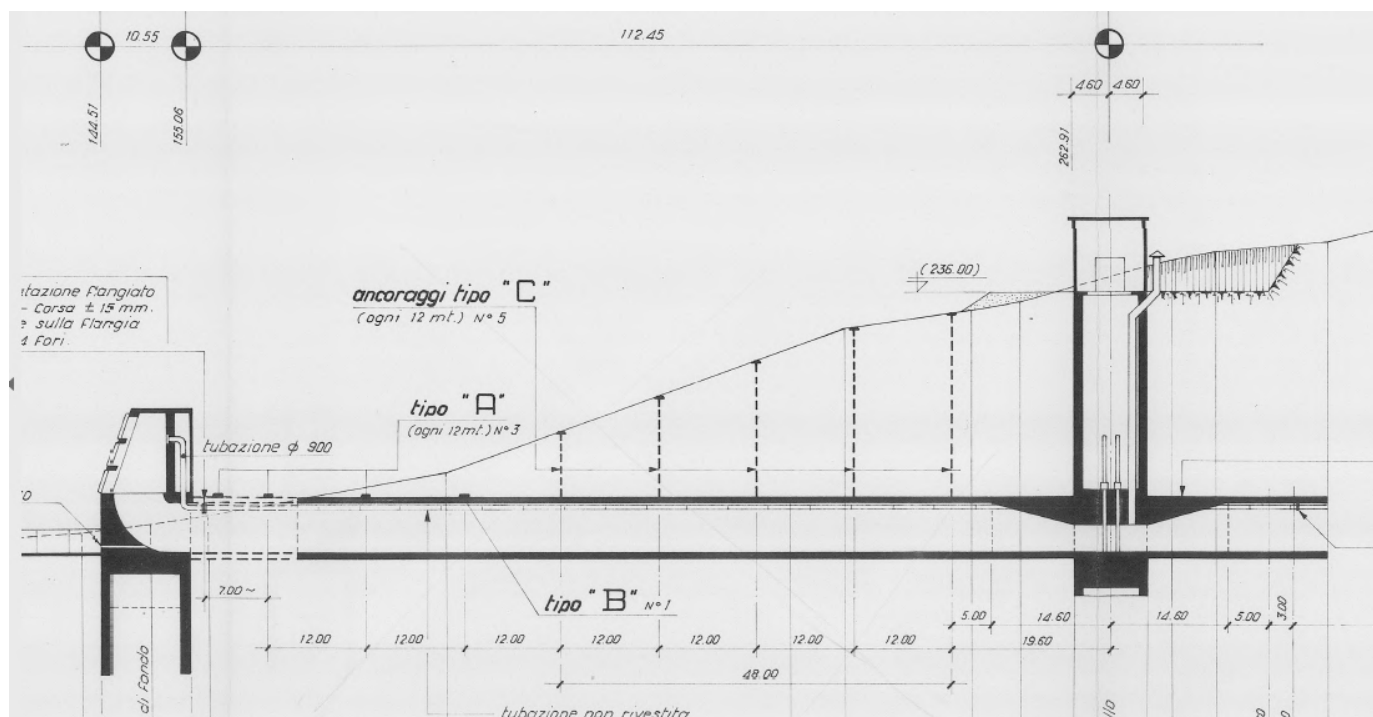 10.55
112.45
4.60
4.60
144.51
155.06
262.91
(236.00)
tazione flangiato
- Corsa ± 15 mm.
e sulla flangia
4 fori
ancoraggi tipo "C"
(ogni 12 mt.) N° 5
tipo "A"
(ogni 12mt.) N° 3
tubazione φ 900
7.00 ~
tipo "B" N° 1
5.00
14.60
14.60
5.00
3.00
12.00
12.00
12.00
12.00
12.00
12.00
12.00
19.60
48.00
di fondo
tubazione non rivestita